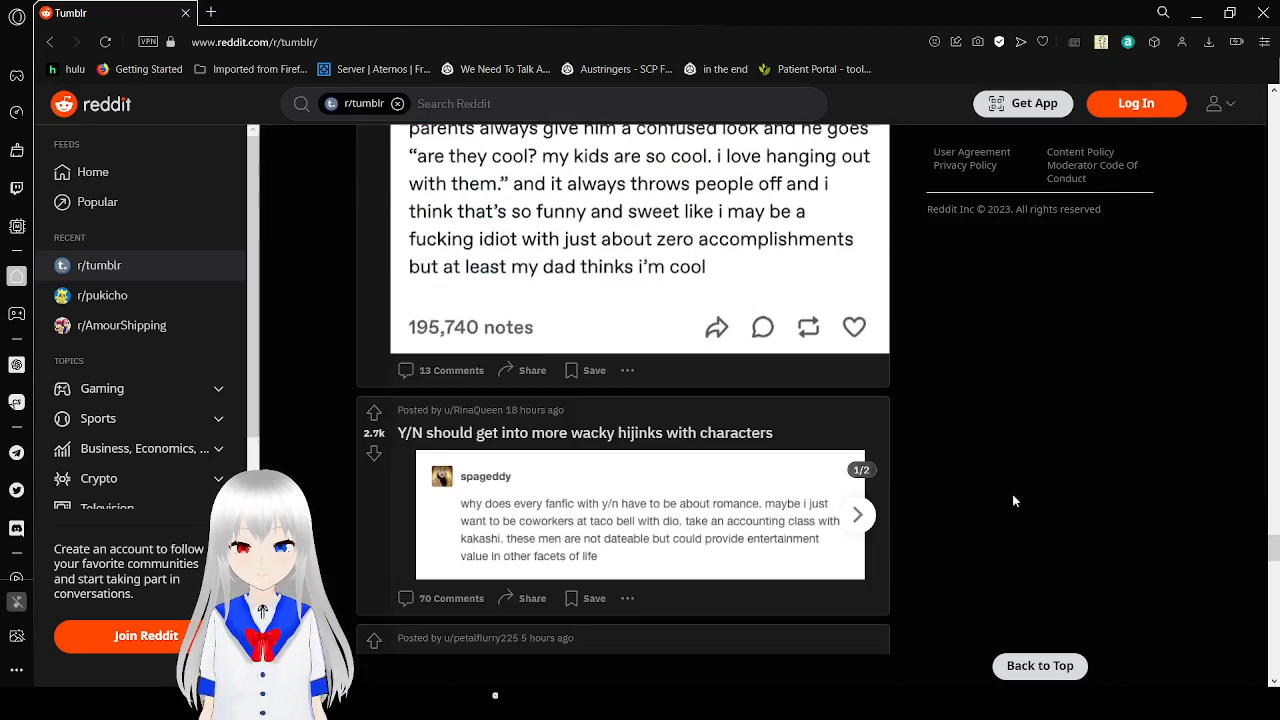 Tumblr
VPN
www.reddit.com/r/tumblr/
hulu
Getting Started
Imported from Firef...
Server | Aternos | Fr...
We Need To Talk A...
Austringers - SCP F...
in the end
Patient Portal - tool...
reddit
r/tumblr
Search Reddit
Get App
Log In
FEEDS
Home
Popular
RECENT
r/tumblr
r/pukicho
r/AmourShipping
TOPICS
Gaming
Sports
Business, Economics, ...
Crypto
Television
Create an account to follow
your favorite communities
and start taking part in
conversations.
Join Reddit
parents always give him a confused look and he goes
“are they cool? my kids are so cool. i love hanging out
with them.” and it always throws people off and i
think that’s so funny and sweet like i may be a
fucking idiot with just about zero accomplishments
but at least my dad thinks i’m cool
195,740 notes
13 Comments
Share
Save
Posted by u/RinaQueen 18 hours ago
2.7k
Y/N should get into more wacky hijinks with characters
1/2
spageddy
why does every fanfic with y/n have to be about romance. maybe i just
want to be coworkers at taco bell with dio. take an accounting class with
kakashi. these men are not dateable but could provide entertainment
value in other facets of life
70 Comments
Share
Save
Posted by u/petalflurry225 5 hours ago
User Agreement
Privacy Policy
Content Policy
Moderator Code Of
Conduct
Reddit Inc © 2023. All rights reserved
Back to Top